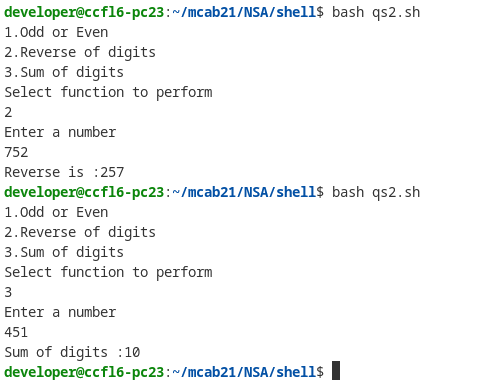 developer@ccfl6-pc23:~/mcab21/NSA/shell$ bash qs2.sh
1.Odd or Even
2.Reverse of digits
3.Sum of digits
Select function to perform
2
Enter a number
752
Reverse is :257
developer@ccfl6-pc23:~/mcab21/NSA/shell$ bash qs2.sh
1.Odd or Even
2.Reverse of digits
3.Sum of digits
Select function to perform
3
Enter a number
451
Sum of digits :10
developer@ccfl6-pc23:~/mcab21/NSA/shell$